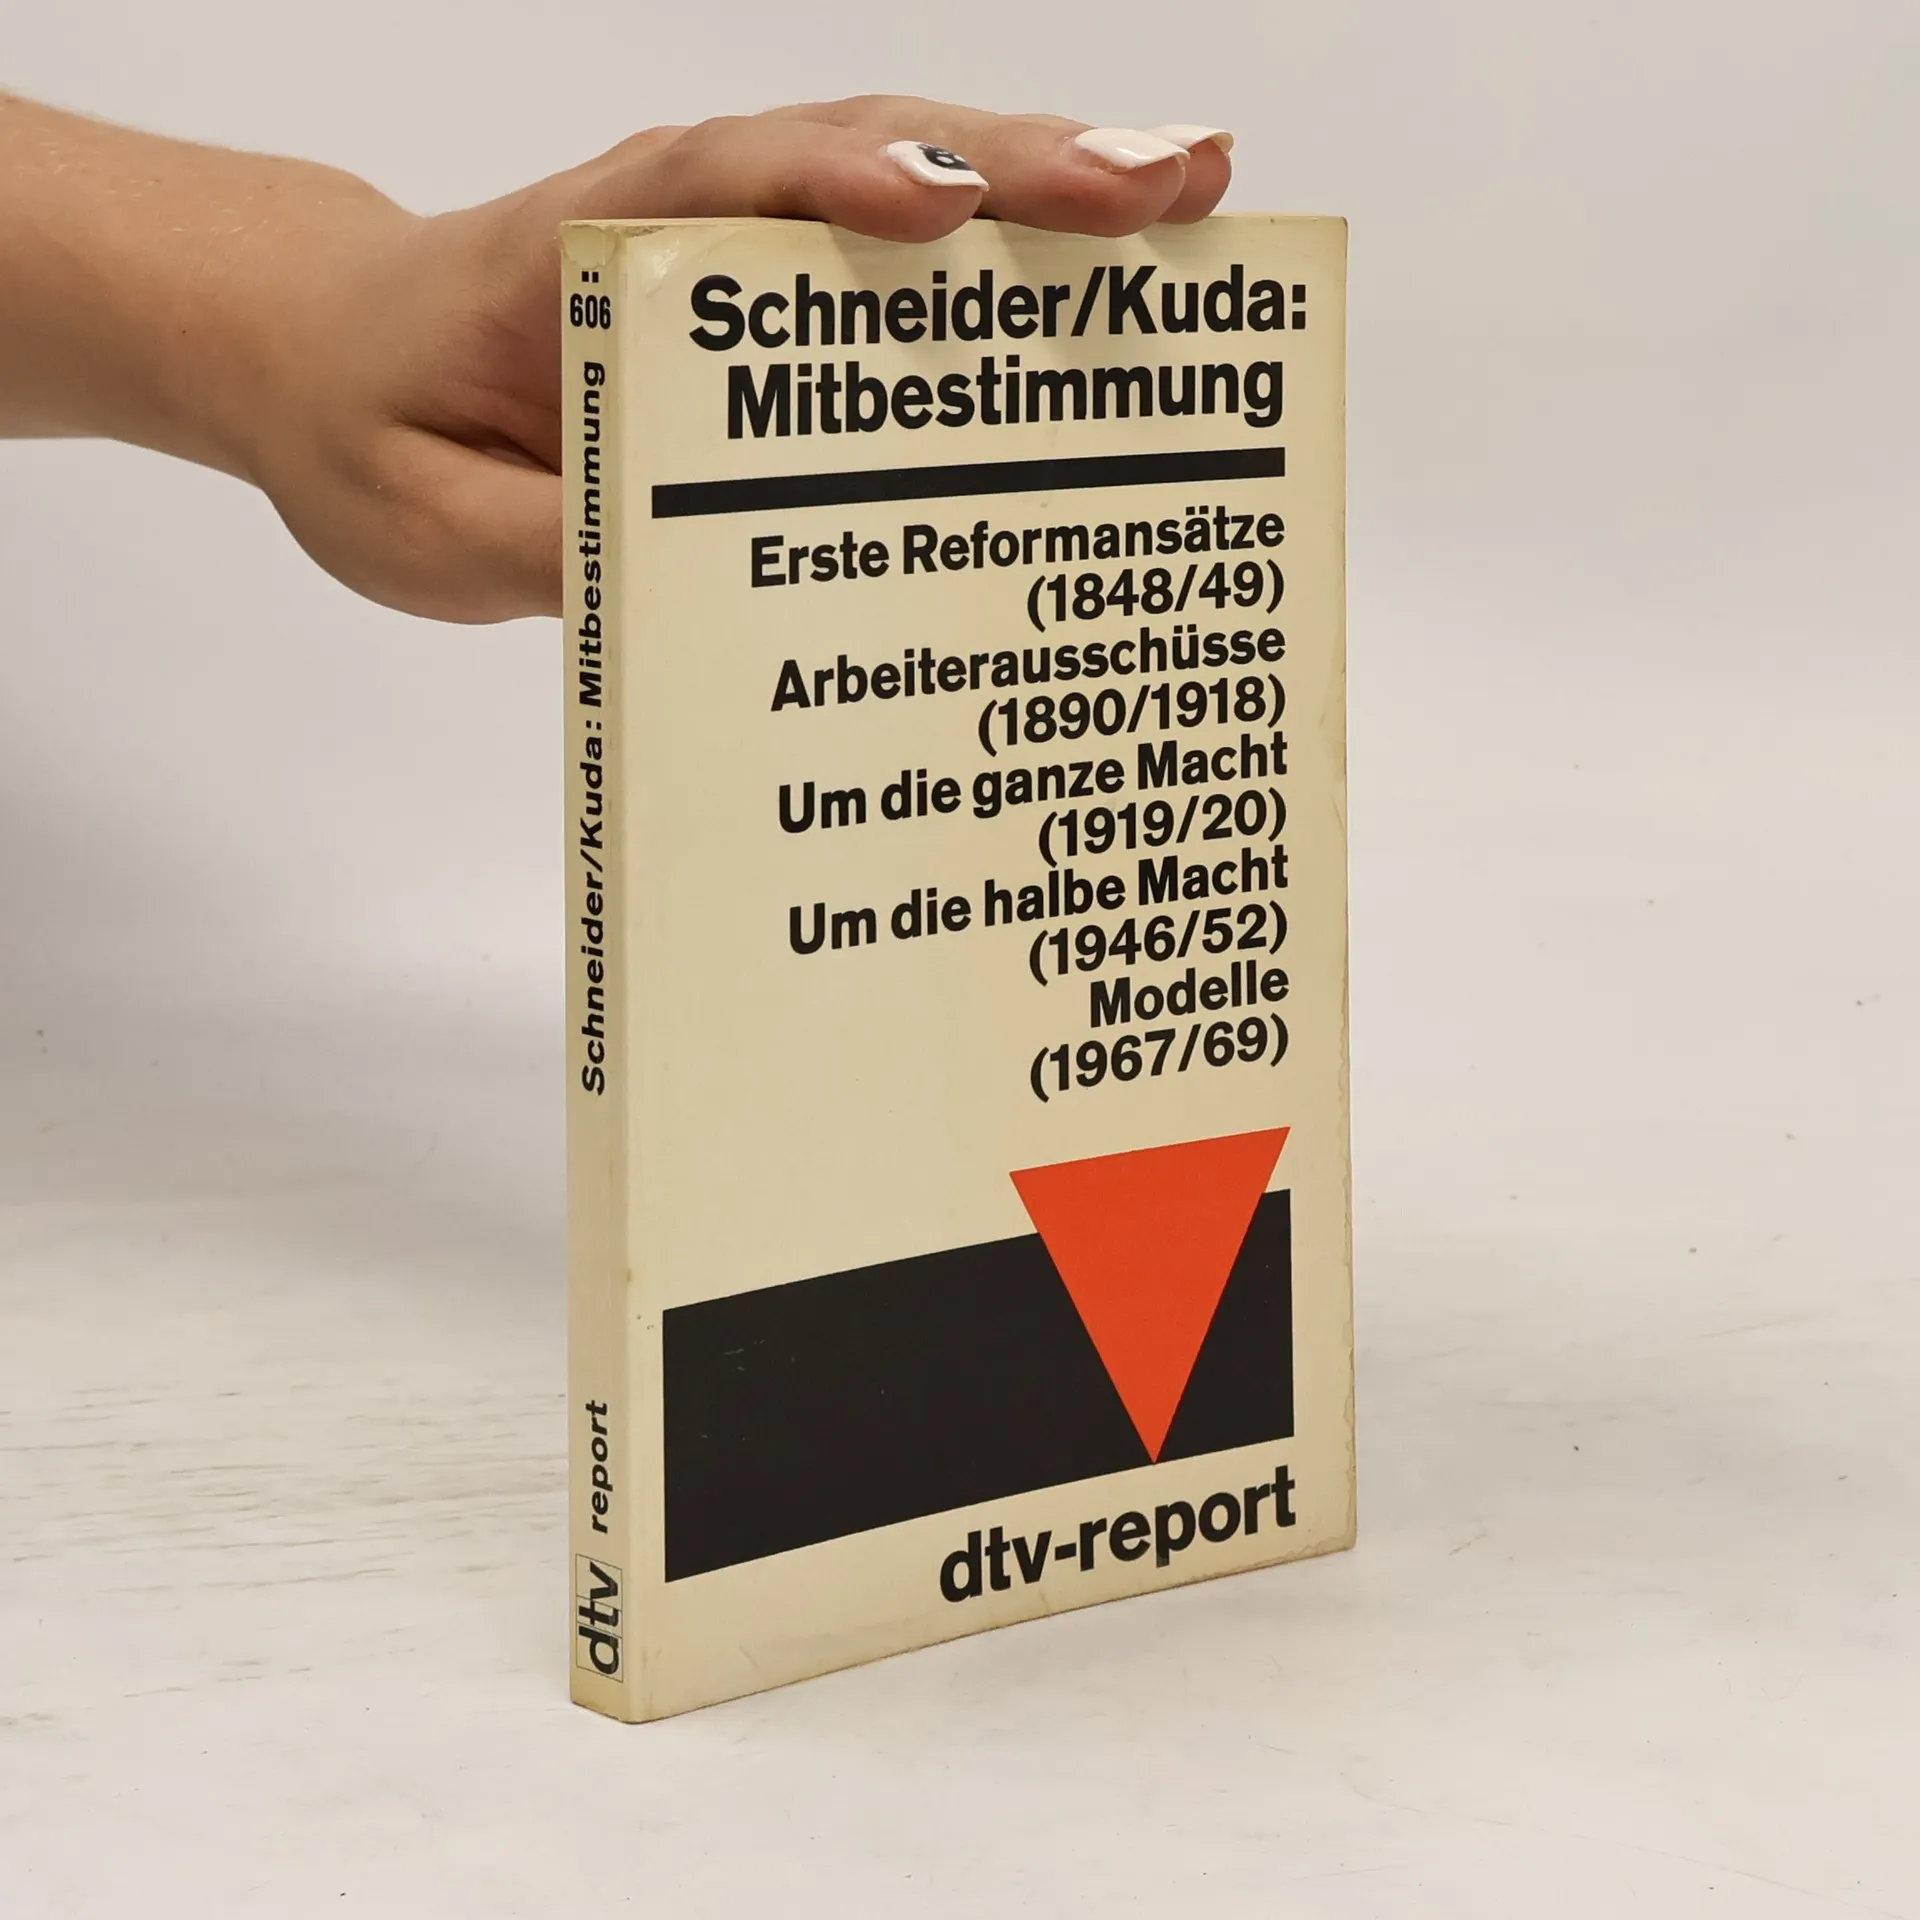 Schneider/Kuda:
Mitbestimmung
Erste Reformansätze
(1848/49)
Arbeiterausschüsse
(1890/1918)
Um die ganze Macht
(1919/20)
Um die halbe Macht
(1946/52)
Modelle
(1967/69)
dtv-report
606
Schneider/Kuda: Mitbestimmung
report
dtv